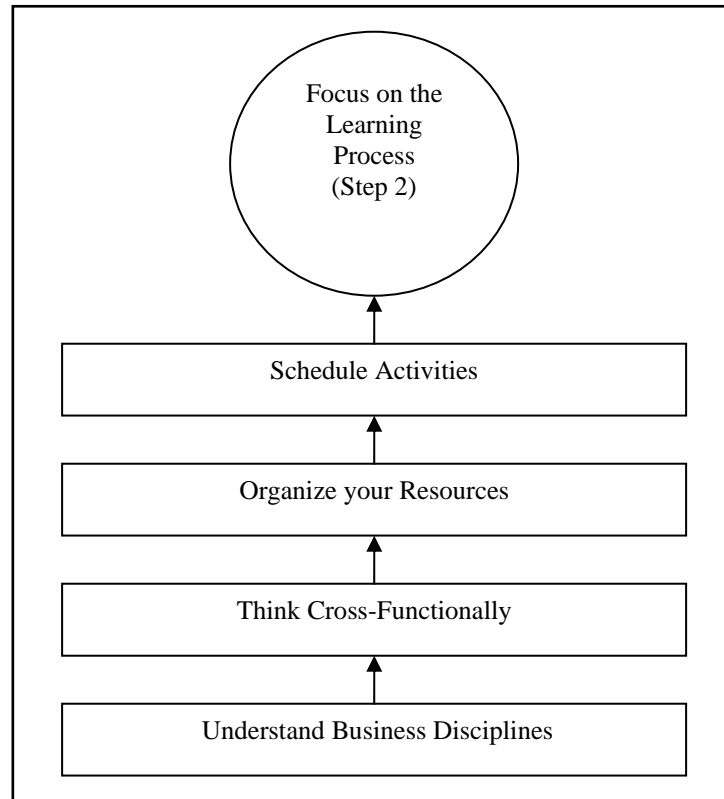 Focus on the
Learning
Process
(Step 2)
Schedule Activities
Organize your Resources
Think Cross-Functionally
Understand Business Disciplines